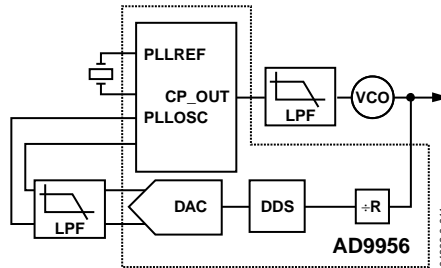 PLLREF
CP_OUT
PLLOSC
LPF
VCO
LPF
DAC
DDS
÷R
AD9956